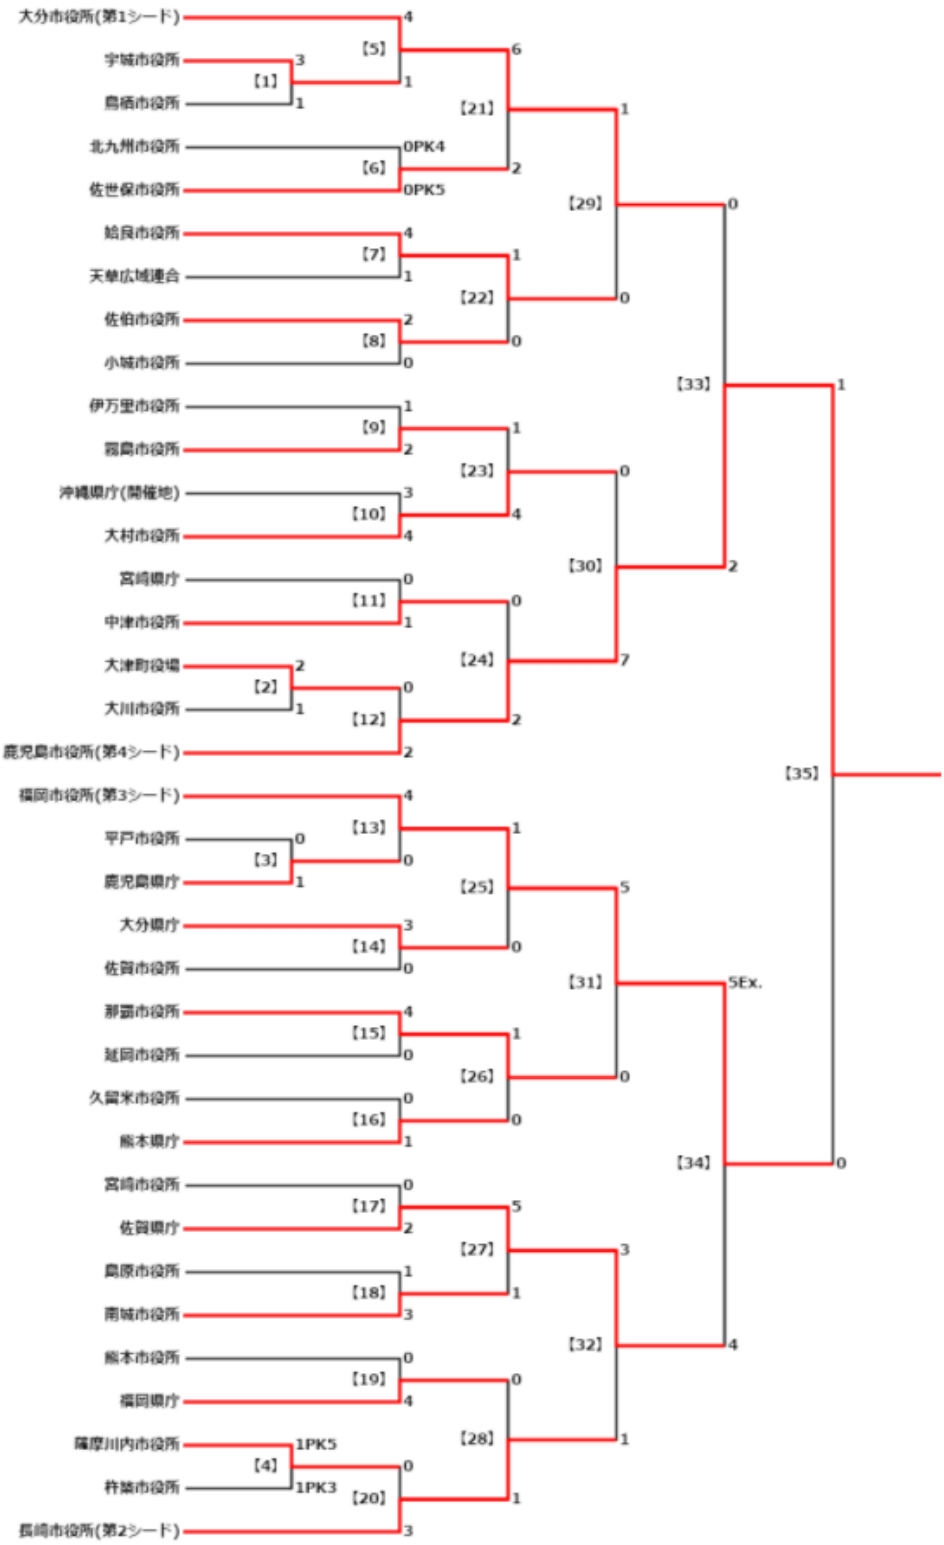 大分市役所(第1シード) 4
【5】 6
宇城市役所 3
【1】 1
鳥栖市役所 1
【21】 1
北九州市役所 0PK4
【6】 2
佐世保市役所 0PK5
【29】 0
姶良市役所 4
【7】 1
天草広域連合 1
【22】 0
佐伯市役所 2
【8】 0
小城市役所 0
【33】 1
伊万里市役所 1
【9】 1
霧島市役所 2
【23】 0
沖縄県庁(開催地) 3
【10】 4
大村市役所 4
【30】 2
宮崎県庁 0
【11】 0
中津市役所 1
【24】 7
大津町役場 2
【2】 0
大川市役所 1
【12】 2
鹿児島市役所(第4シード) 2
【35】
福岡市役所(第3シード) 4
【13】 1
平戸市役所 0
【3】 0
鹿児島県庁 1
【25】 5
大分県庁 3
【14】 0
佐賀市役所 0
【31】 5Ex.
那覇市役所 4
【15】 1
延岡市役所 0
【26】 0
久留米市役所 0
【16】 0
熊本県庁 1
【34】 0
宮崎市役所 0
【17】 5
佐賀県庁 2
【27】 3
島原市役所 1
【18】 1
南城市役所 3
【32】 4
熊本市役所 0
【19】 0
福岡県庁 4
【28】 1
薩摩川内市役所 1PK5
【4】 0
杵築市役所 1PK3
【20】 1
長崎市役所(第2シード) 3